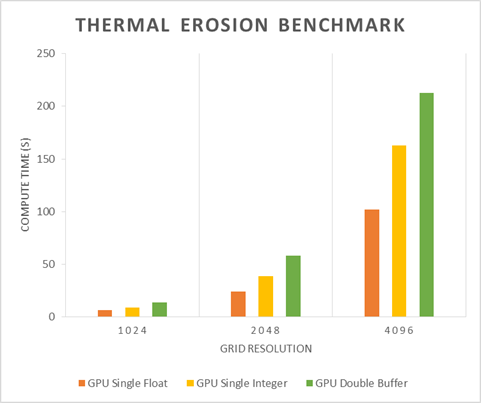 THERMAL EROSION BENCHMARK
250
200
150
100
50
0
COMPUTE TIME (S)
1024 2048 4096
GRID RESOLUTION
GPU Single Float GPU Single Integer GPU Double Buffer